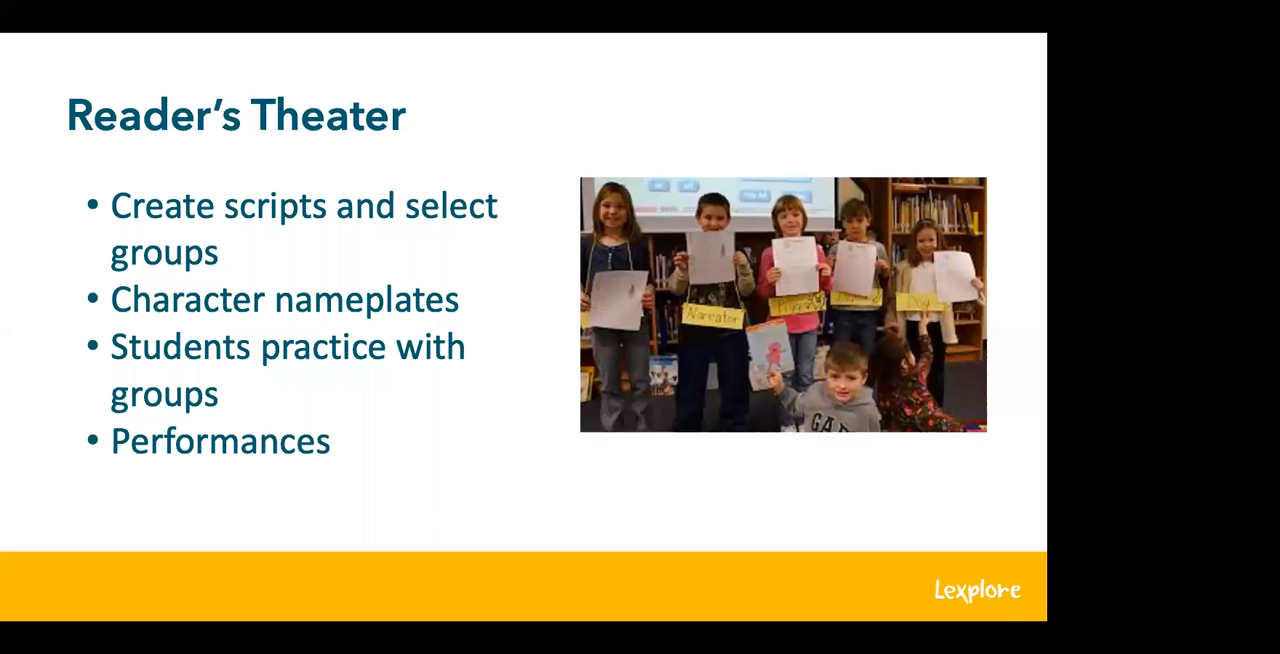 Reader's Theater
• Create scripts and select
groups
• Character nameplates
• Students practice with
groups
• Performances
Narrator
Lexplore